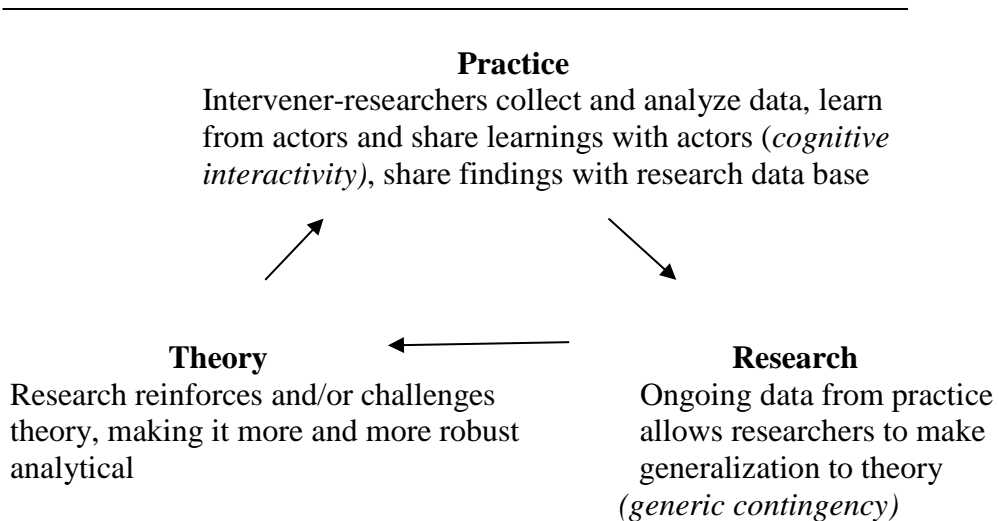 Practice
Intervener-researchers collect and analyze data, learn
from actors and share learnings with actors (cognitive
interactivity), share findings with research data base
Theory
Research reinforces and/or challenges
theory, making it more and more robust
analytical
Research
Ongoing data from practice
allows researchers to make
generalization to theory
(generic contingency)